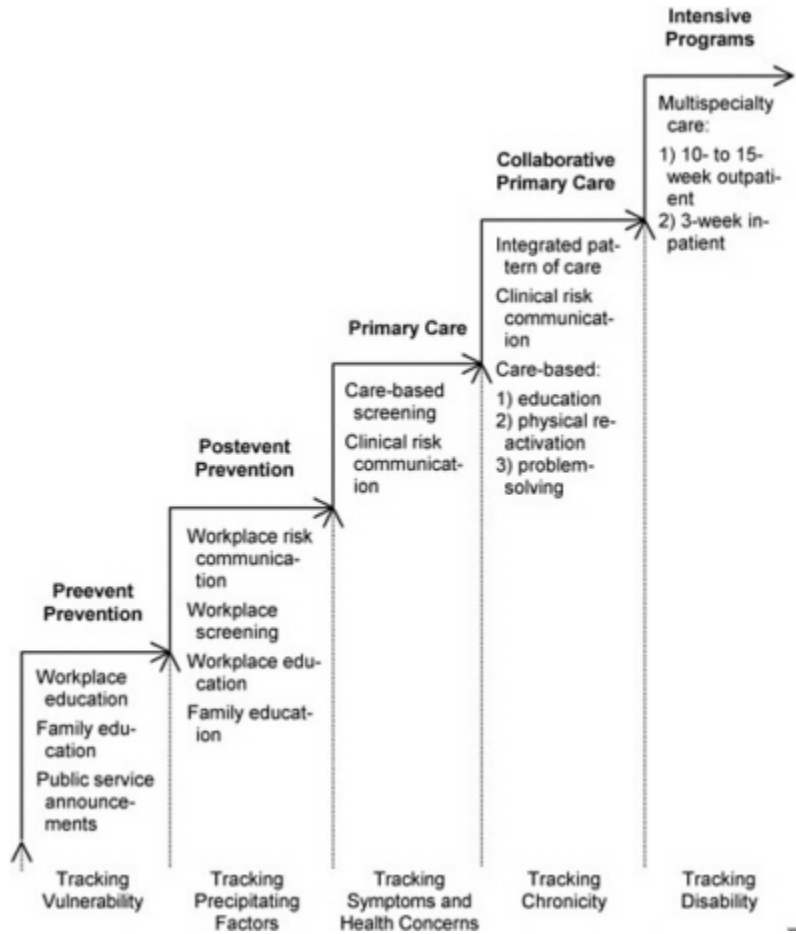 Intensive
Programs
Multispecialty
care:
1) 10- to 15-
week outpati-
ent
2) 3-week in-
patient
Collaborative
Primary Care
Integrated pat-
tern of care
Clinical risk
communicat-
ion
Care-based:
1) education
2) physical re-
activation
3) problem-
solving
Primary Care
Care-based
screening
Clinical risk
communicat-
ion
Postevent
Prevention
Workplace risk
communica-
tion
Workplace
screening
Workplace edu-
cation
Family educat-
ion
Preevent
Prevention
Workplace
education
Family edu-
cation
Public service
announce-
ments
Tracking
Vulnerability
Tracking
Precipitating
Factors
Tracking
Symptoms and
Health Concerns
Tracking
Chronicity
Tracking
Disability